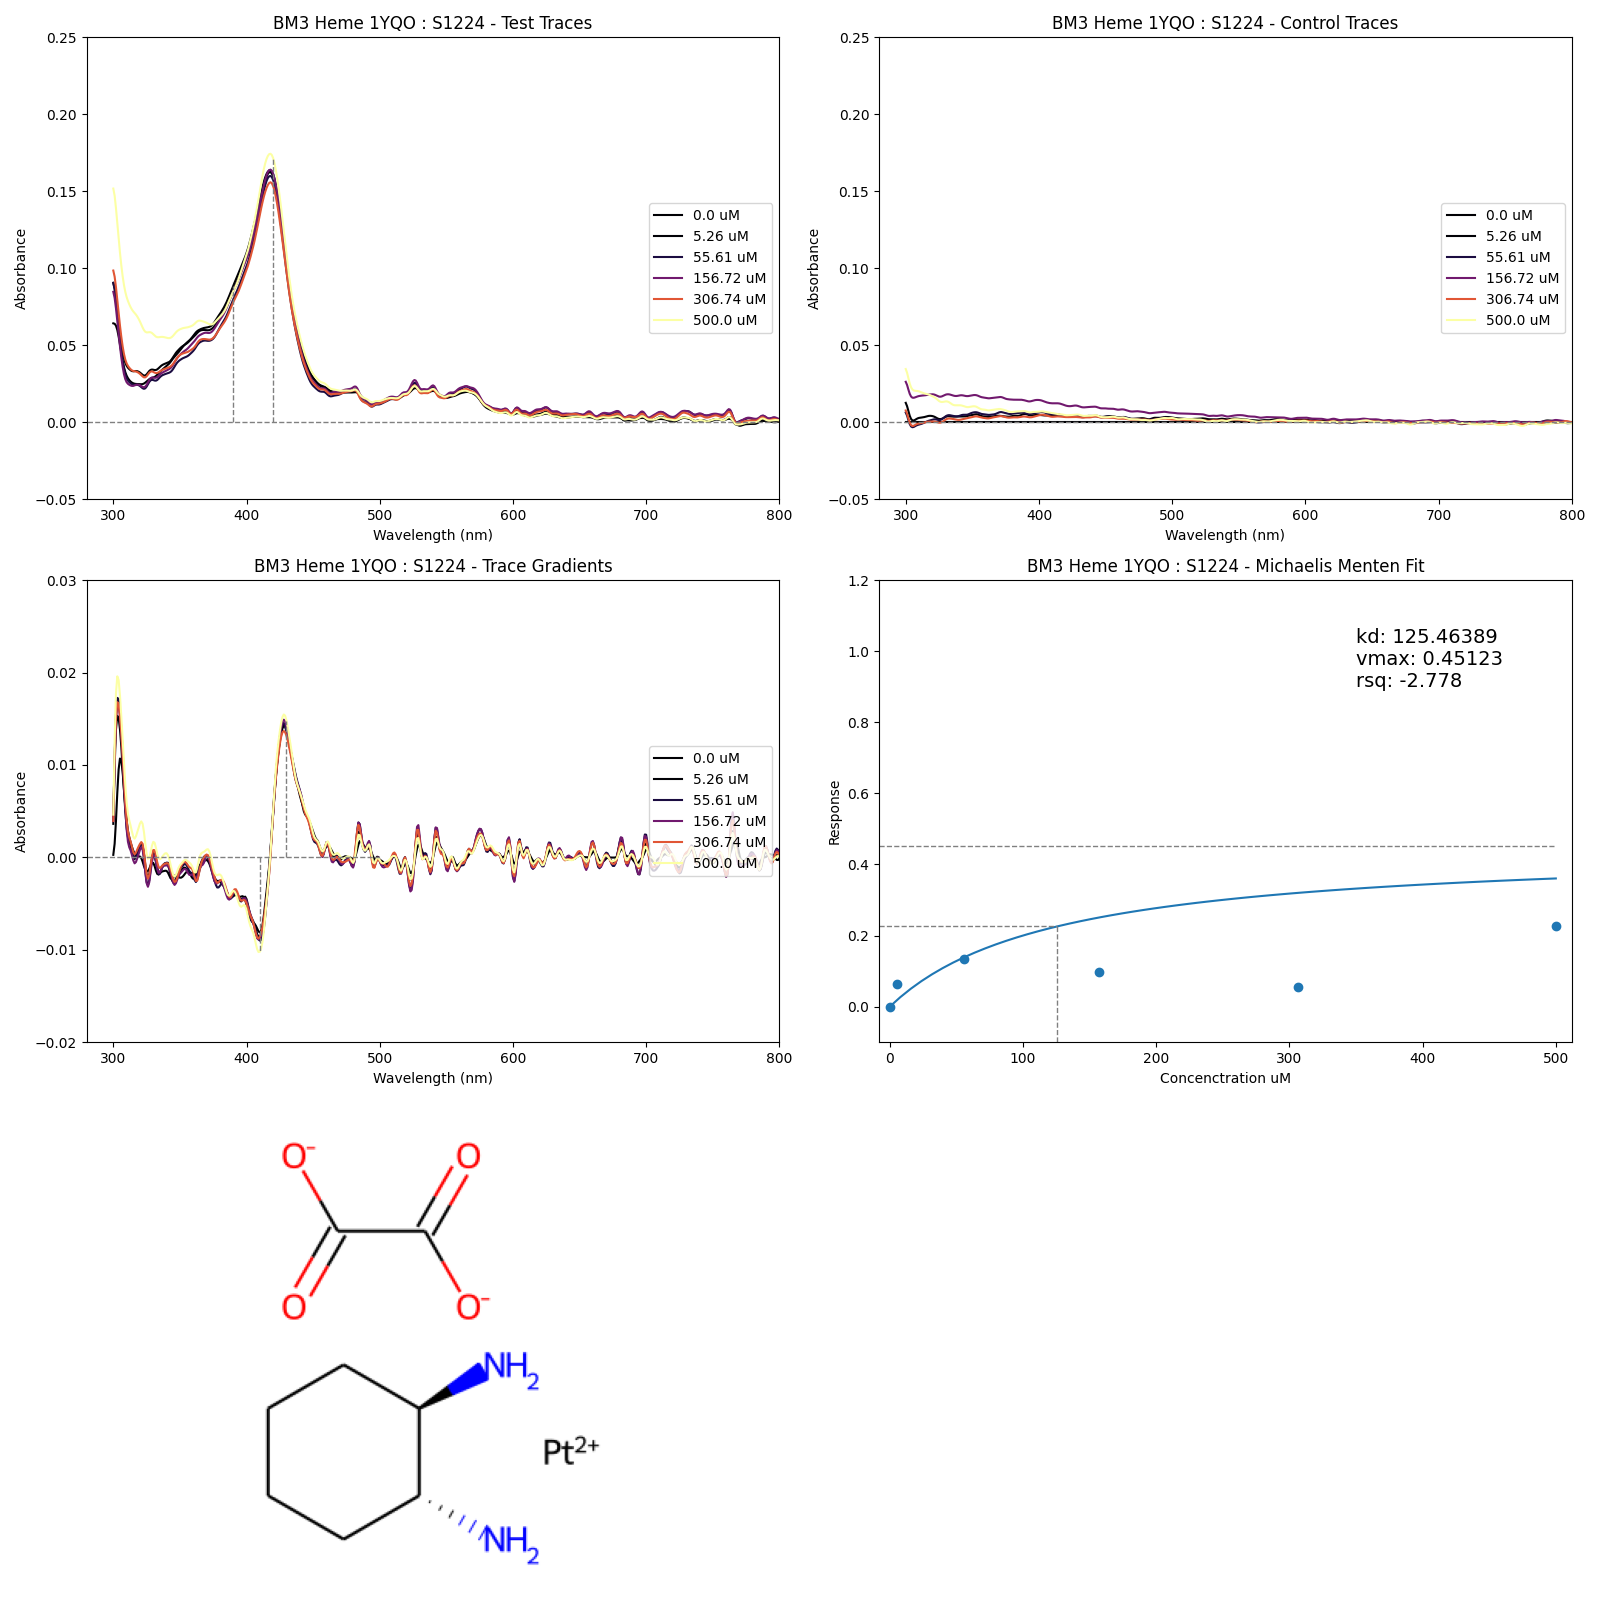 BM3 Heme 1YQO : S1224 - Test Traces
0.25
0.20
0.15
0.10
0.05
0.00
−0.05
Absorbance
300 400 500 600 700 800
Wavelength (nm)
0.0 uM
5.26 uM
55.61 uM
156.72 uM
306.74 uM
500.0 uM
BM3 Heme 1YQO : S1224 - Control Traces
0.25
0.20
0.15
0.10
0.05
0.00
−0.05
Absorbance
300 400 500 600 700 800
Wavelength (nm)
0.0 uM
5.26 uM
55.61 uM
156.72 uM
306.74 uM
500.0 uM
BM3 Heme 1YQO : S1224 - Trace Gradients
0.03
0.02
0.01
0.00
−0.01
−0.02
Absorbance
300 400 500 600 700 800
Wavelength (nm)
0.0 uM
5.26 uM
55.61 uM
156.72 uM
306.74 uM
500.0 uM
BM3 Heme 1YQO : S1224 - Michaelis Menten Fit
1.2
1.0
0.8
0.6
0.4
0.2
0.0
Response
kd: 125.46389
vmax: 0.45123
rsq: -2.778
0 100 200 300 400 500
Concenctration uM
O⁻ O
O O⁻
NH₂
Pt²⁺
NH₂